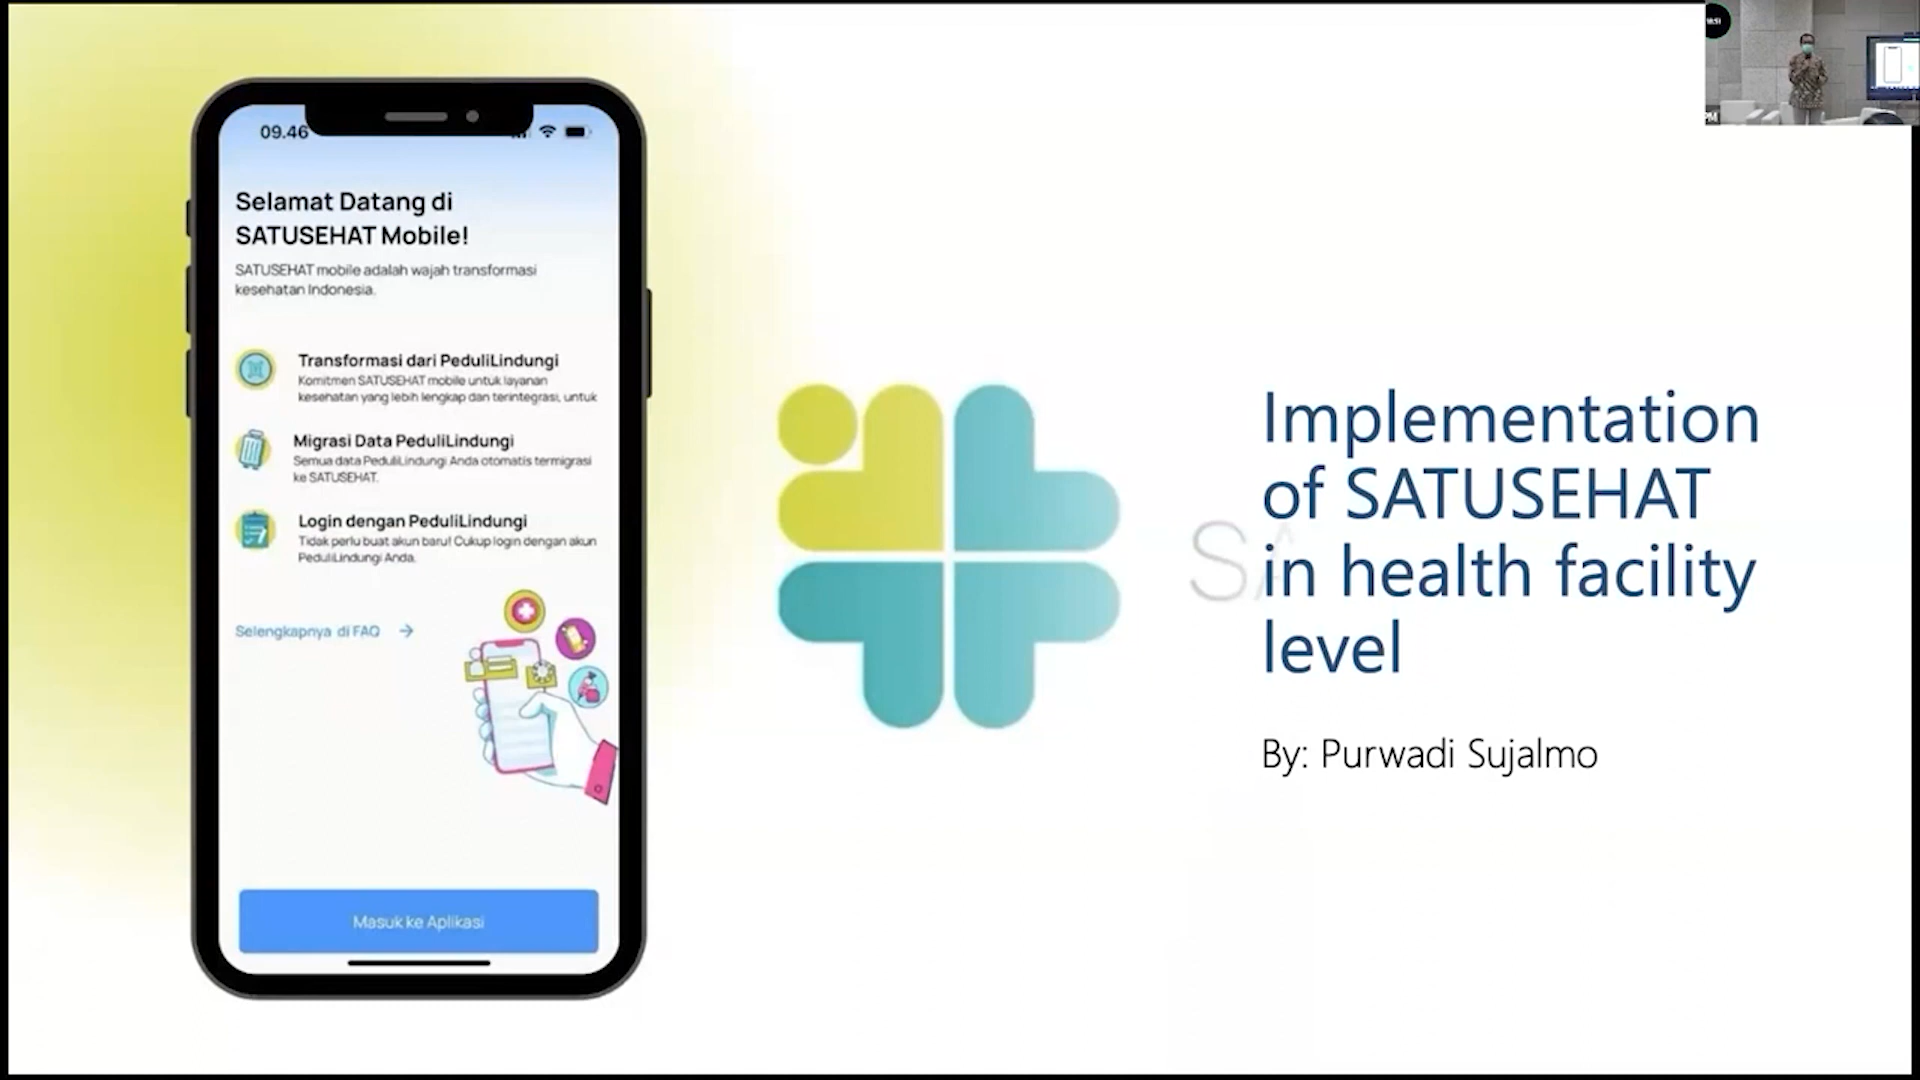 09.46
Selamat Datang di
SATUSEHAT Mobile!
SATUSEHAT mobile adalah wajah transformasi
kesehatan Indonesia.
Transformasi dari PeduliLindungi
Komitmen SATUSEHAT mobile untuk layanan
kesehatan yang lebih lengkap dan terintegrasi, untuk
Migrasi Data PeduliLindungi
Semua data PeduliLindungi Anda otomatis termigrasi
ke SATUSEHAT.
Login dengan PeduliLindungi
Tidak perlu buat akun baru! Cukup login dengan akun
PeduliLindungi Anda.
Selengkapnya di FAQ
Masuk ke Aplikasi
SA
Implementation
of SATUSEHAT
in health facility
level
By: Purwadi Sujalmo